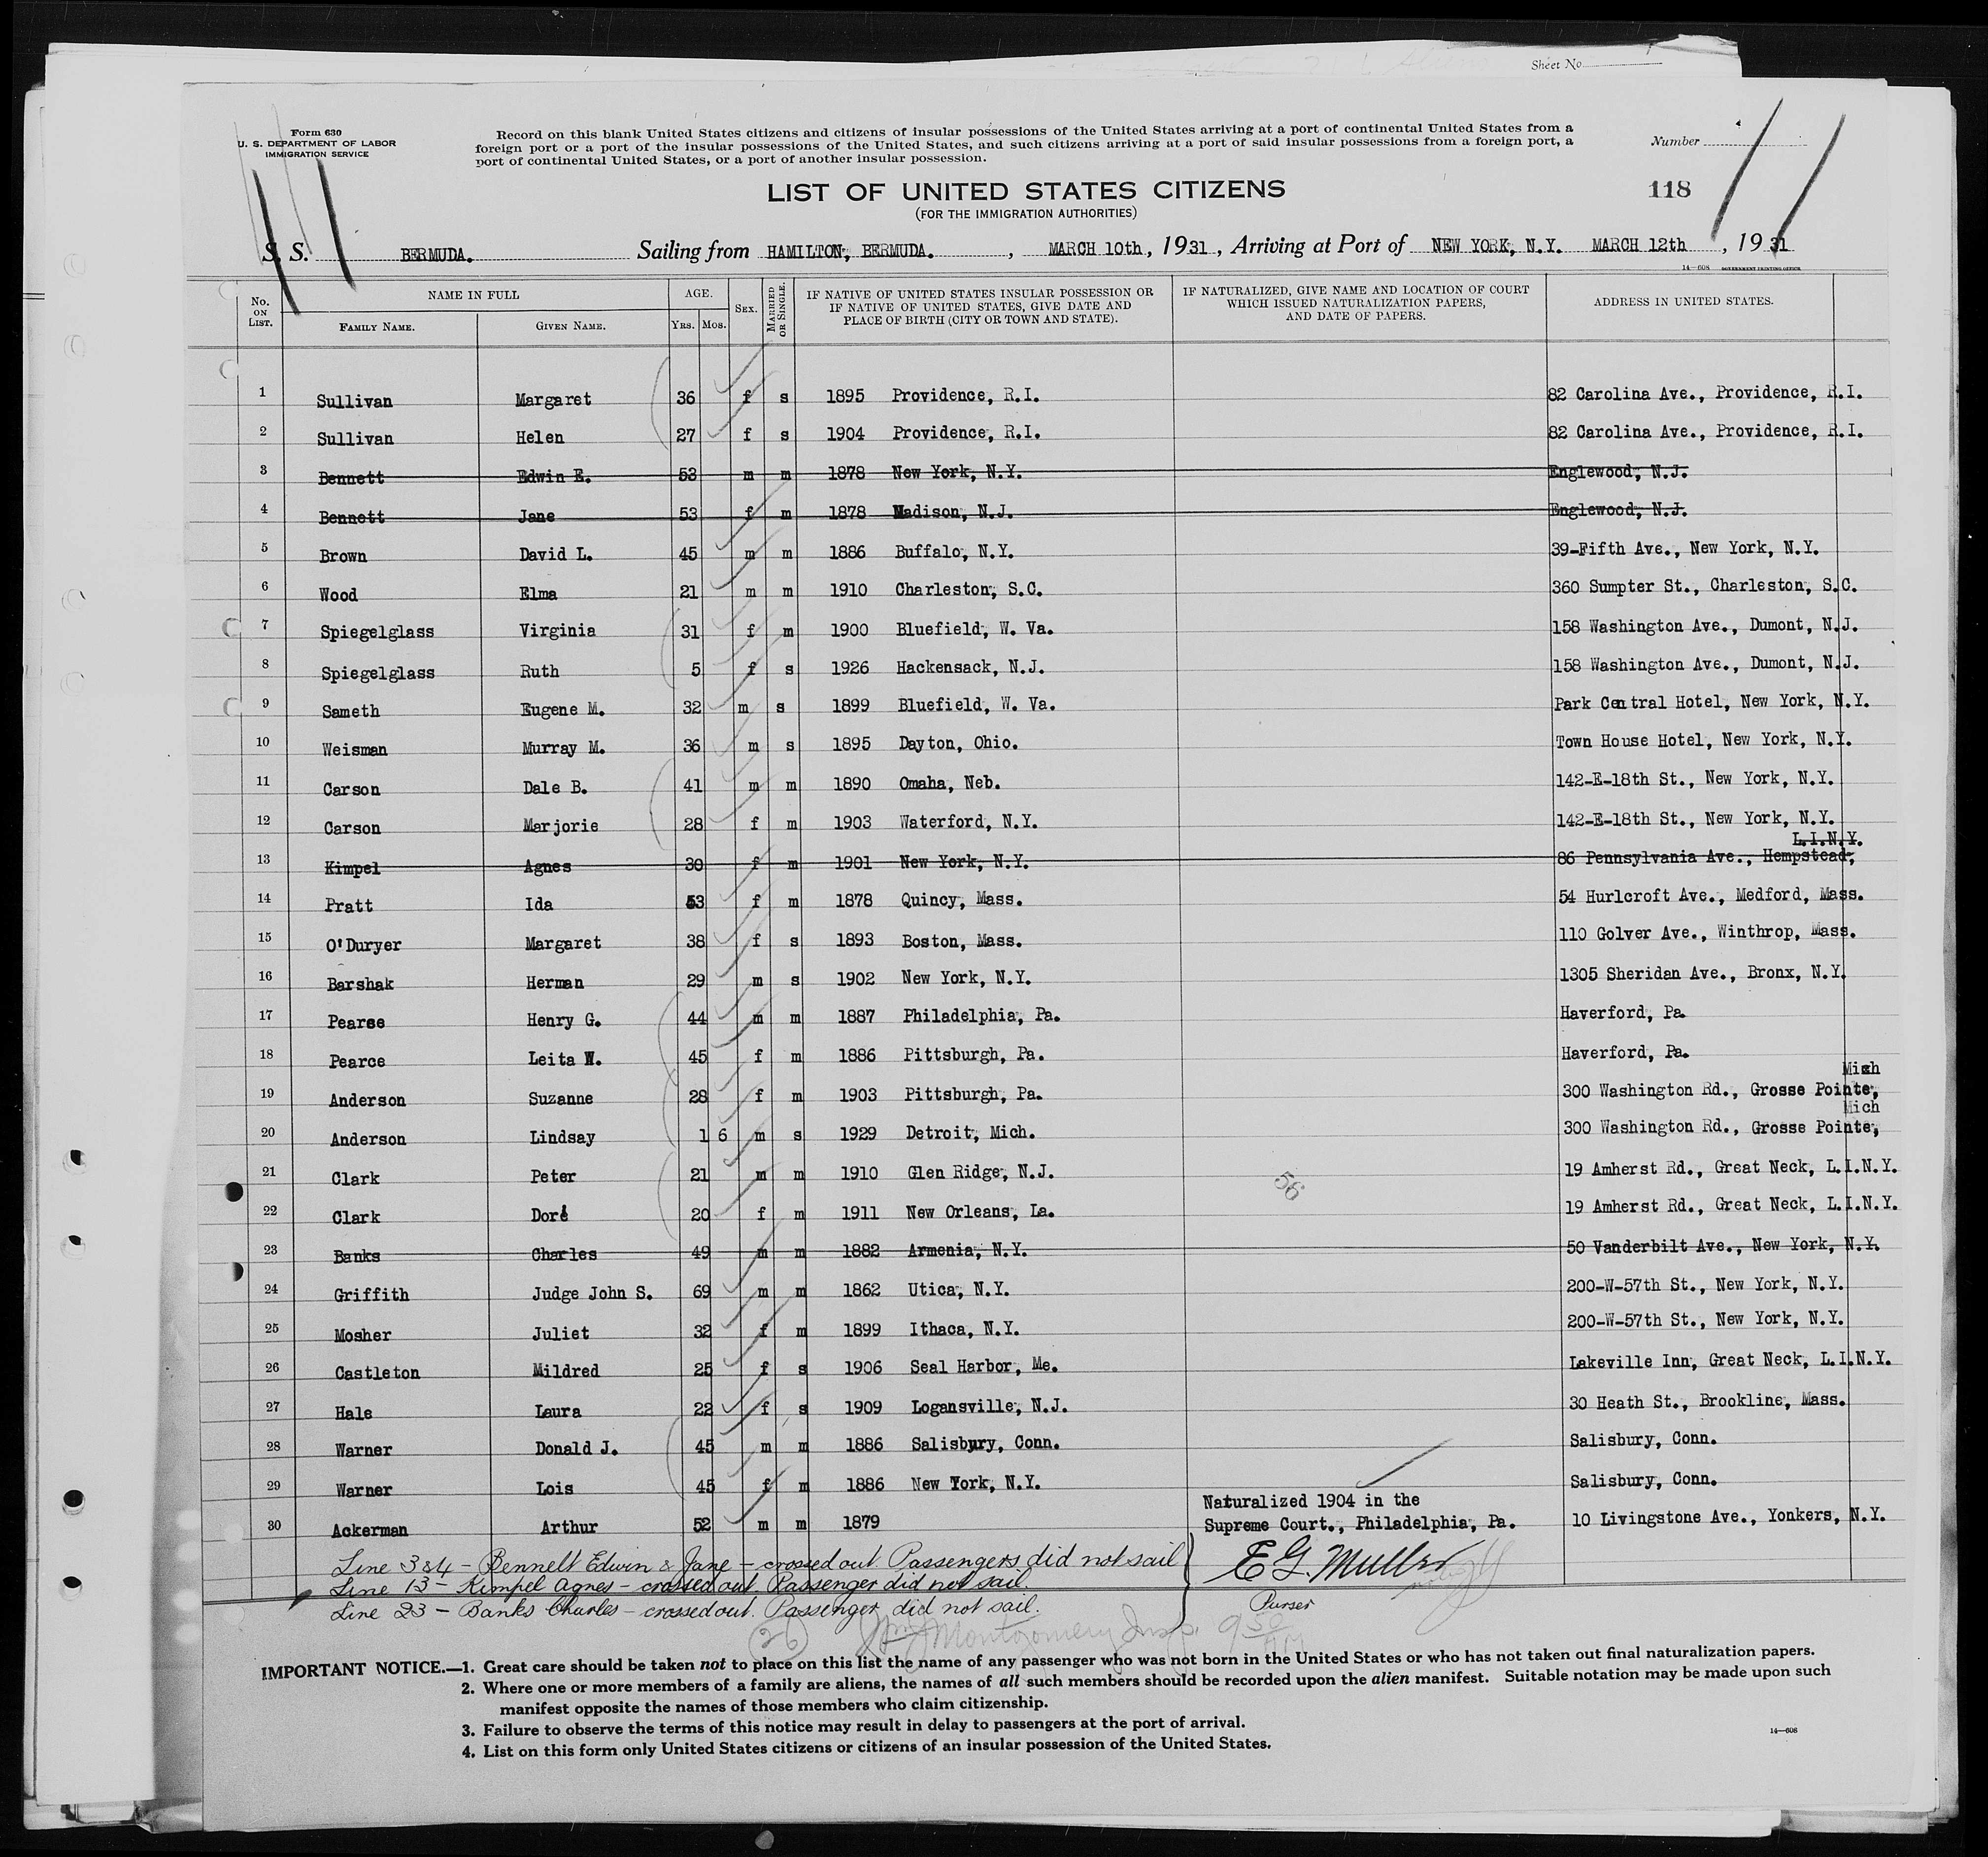 Sheet No.
Form 630
U. S. DEPARTMENT OF LABOR
IMMIGRATION SERVICE
Record on this blank United States citizens and citizens of insular possessions of the United States arriving at a port of continental United States from a
foreign port or a port of the insular possessions of the United States, and such citizens arriving at a port of said insular possessions from a foreign port, a
port of continental United States, or a port of another insular possession.
Number
118
LIST OF UNITED STATES CITIZENS
(FOR THE IMMIGRATION AUTHORITIES)
S. S. BERMUDA. Sailing from HAMILTON, BERMUDA. , MARCH 10th, 1931, Arriving at Port of NEW YORK, N.Y. MARCH 12th , 19 31
14—608 GOVERNMENT PRINTING OFFICE
No. ON LIST. NAME IN FULL FAMILY NAME. GIVEN NAME. AGE. YRS. MOS. SEX. MARRIED OR SINGLE. IF NATIVE OF UNITED STATES INSULAR POSSESSION OR IF NATIVE OF UNITED STATES, GIVE DATE AND PLACE OF BIRTH (CITY OR TOWN AND STATE). IF NATURALIZED, GIVE NAME AND LOCATION OF COURT WHICH ISSUED NATURALIZATION PAPERS, AND DATE OF PAPERS. ADDRESS IN UNITED STATES.
1 Sullivan Margaret 36 f s 1895 Providence, R.I. 82 Carolina Ave., Providence, R.I.
2 Sullivan Helen 27 f s 1904 Providence, R.I. 82 Carolina Ave., Providence, R.I.
3 Bennett Edwin E. 53 m m 1878 New York, N.Y. Englewood, N.J.
4 Bennett Jane 53 f m 1878 Madison, N.J. Englewood, N.J.
5 Brown David L. 45 m m 1886 Buffalo, N.Y. 39-Fifth Ave., New York, N.Y.
6 Wood Elma 21 m m 1910 Charleston, S.C. 360 Sumpter St., Charleston, S.C.
7 Spiegelglass Virginia 31 f m 1900 Bluefield, W. Va. 158 Washington Ave., Dumont, N.J.
8 Spiegelglass Ruth 5 f s 1926 Hackensack, N.J. 158 Washington Ave., Dumont, N.J.
9 Sameth Eugene M. 32 m s 1899 Bluefield, W. Va. Park Central Hotel, New York, N.Y.
10 Weisman Murray M. 36 m s 1895 Dayton, Ohio. Town House Hotel, New York, N.Y.
11 Carson Dale B. 41 m m 1890 Omaha, Neb. 142-E-18th St., New York, N.Y.
12 Carson Marjorie 28 f m 1903 Waterford, N.Y. 142-E-18th St., New York, N.Y.
L.I.N.Y.
13 Kimpel Agnes 30 f m 1901 New York, N.Y. 86 Pennsylvania Ave., Hempstead,
14 Pratt Ida 53 f m 1878 Quincy, Mass. 54 Hurlcroft Ave., Medford, Mass.
15 O'Duryer Margaret 38 f s 1893 Boston, Mass. 110 Golver Ave., Winthrop, Mass.
16 Barshak Herman 29 m s 1902 New York, N.Y. 1305 Sheridan Ave., Bronx, N.Y.
17 Pearse Henry G. 44 m m 1887 Philadelphia, Pa. Haverford, Pa.
18 Pearce Leita W. 45 f m 1886 Pittsburgh, Pa. Haverford, Pa.
Mich
19 Anderson Suzanne 28 f m 1903 Pittsburgh, Pa. 300 Washington Rd., Grosse Pointe,
Mich
20 Anderson Lindsay 1 6 m s 1929 Detroit, Mich. 300 Washington Rd., Grosse Pointe,
21 Clark Peter 21 m m 1910 Glen Ridge, N.J. 19 Amherst Rd., Great Neck, L.I.N.Y.
56
22 Clark Doré 20 f m 1911 New Orleans, La. 19 Amherst Rd., Great Neck, L.I.N.Y.
23 Banks Charles 49 m m 1882 Armenia, N.Y. 50 Vanderbilt Ave., New York, N.Y.
24 Griffith Judge John S. 69 m m 1862 Utica, N.Y. 200-W-57th St., New York, N.Y.
25 Mosher Juliet 32 f m 1899 Ithaca, N.Y. 200-W-57th St., New York, N.Y.
26 Castleton Mildred 25 f s 1906 Seal Harbor, Me. Lakeville Inn, Great Neck, L.I.N.Y.
27 Hale Laura 22 f s 1909 Logansville, N.J. 30 Heath St., Brookline, Mass.
28 Warner Donald J. 45 m m 1886 Salisbury, Conn. Salisbury, Conn.
29 Warner Lois 45 f m 1886 New York, N.Y. Salisbury, Conn.
Naturalized 1904 in the
30 Ackerman Arthur 52 m m 1879 Supreme Court., Philadelphia, Pa. 10 Livingstone Ave., Yonkers, N.Y.
Line 3&4 - Bennett Edwin & Jane - crossed out. Passengers did not sail
Line 13 - Kimpel Agnes - crossed out. Passenger did not sail.
Line 23 - Banks Charles - crossed out. Passenger did not sail.
E G. Muller
Purser
26 Montgomery Insp. 9 50 AM
IMPORTANT NOTICE.—1. Great care should be taken not to place on this list the name of any passenger who was not born in the United States or who has not taken out final naturalization papers.
2. Where one or more members of a family are aliens, the names of all such members should be recorded upon the alien manifest. Suitable notation may be made upon such
manifest opposite the names of those members who claim citizenship.
3. Failure to observe the terms of this notice may result in delay to passengers at the port of arrival.
4. List on this form only United States citizens or citizens of an insular possession of the United States.
14—608